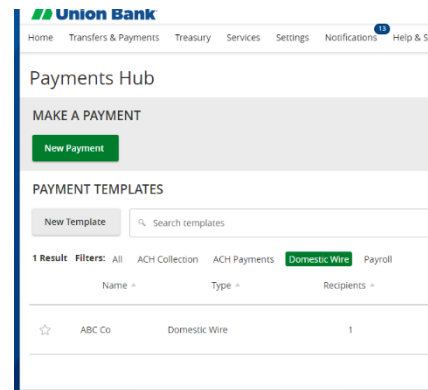 Union Bank
Home Transfers & Payments Treasury Services Settings Notifications 13 Help & S
Payments Hub
MAKE A PAYMENT
New Payment
PAYMENT TEMPLATES
New Template Search templates
1 Result Filters: All ACH Collection ACH Payments Domestic Wire Payroll
Name Type Recipients
ABC Co Domestic Wire 1